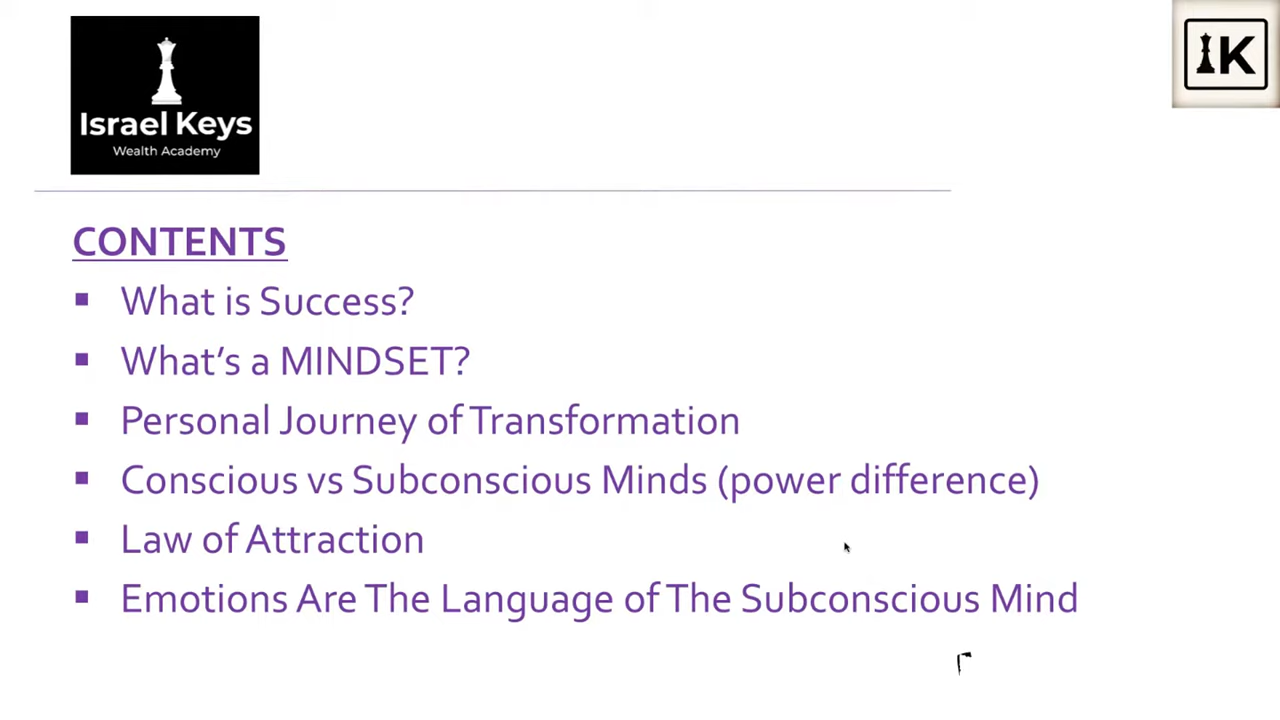 Israel Keys
Wealth Academy
IK
CONTENTS
▪ What is Success?
▪ What’s a MINDSET?
▪ Personal Journey of Transformation
▪ Conscious vs Subconscious Minds (power difference)
▪ Law of Attraction
▪ Emotions Are The Language of The Subconscious Mind